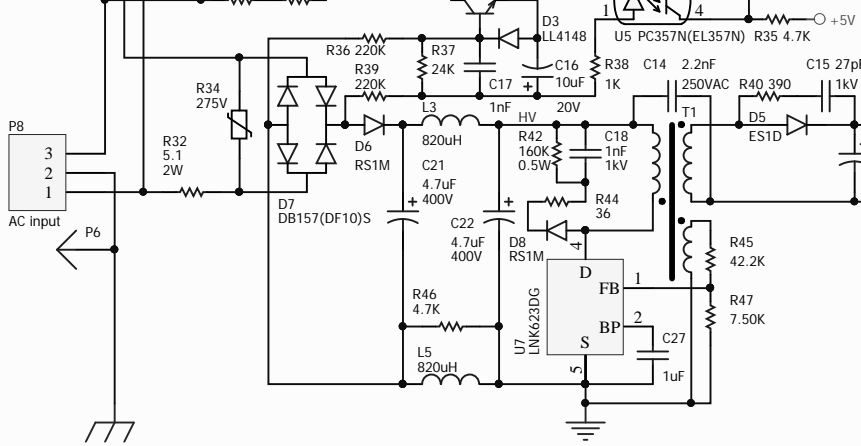 1
4
+5V
D3
LL4148
U5 PC357N(EL357N)
R35 4.7K
R36 220K
R37
24K
R39
220K
C16
10uF
20V
R38
1K
C14
2.2nF
250VAC
C15 27pF
1kV
R40 390
R34
275V
C17
1nF
L3
820uH
HV
T1
D5
ES1D
P8
3
2
1
AC input
R32
5.1
2W
D6
RS1M
R42
160K
0.5W
C18
1nF
1kV
C21
4.7uF
400V
D7
DB157(DF10)S
R44
36
P6
C22
4.7uF
400V
D8
RS1M
4
D
R45
42.2K
FB
1
U7
LNK623DG
R46
4.7K
R47
7.50K
BP
2
S
C27
1uF
5
L5
820uH